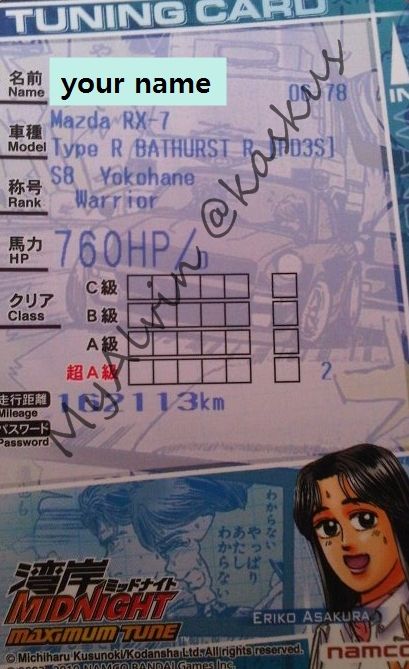 TUNING CARD
名前
Name
your name
車種
Model
Mazda RX-7
Type R BATHURST R [FD3S]
称号
Rank
S8 Yokohane
Warrior
馬力
HP
760HP/
クリア
Class
C級
B級
A級
超A級
2
走行距離
Mileage
162113km
パスワード
Password
MyAlvin @kaskus
わからない
やっぱり
あたし
わからない
湾岸
ミッドナイト
MIDNIGHT
MAXIMUM TUNE
ERIKO ASAKURA
©Michiharu Kusunoki/Kodansha Ltd. All rights reserved.
NAMCO BANDAI Games Inc.
namco